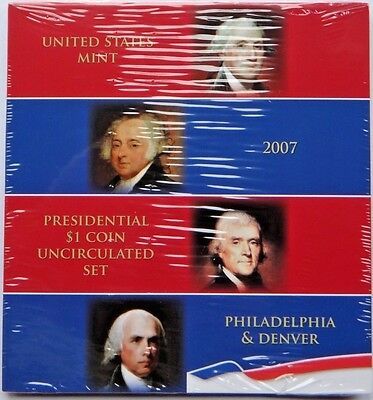 UNITED STATES
MINT
2007
PRESIDENTIAL
$1 COIN
UNCIRCULATED
SET
PHILADELPHIA
& DENVER